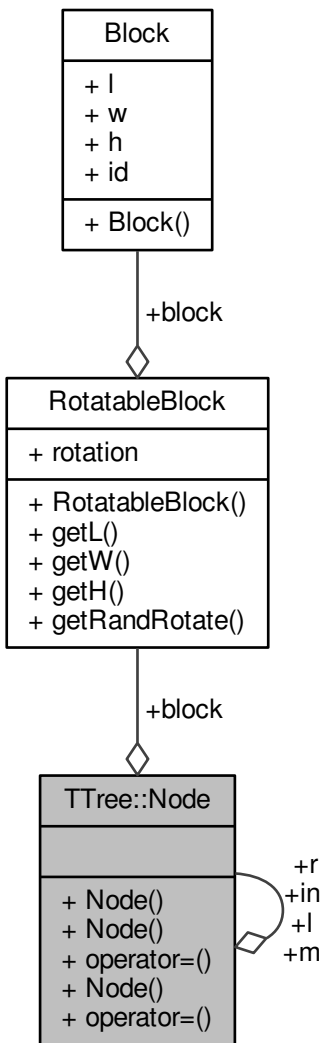 Block
+ l
+ w
+ h
+ id
+ Block()
+block
RotatableBlock
+ rotation
+ RotatableBlock()
+ getL()
+ getW()
+ getH()
+ getRandRotate()
+block
TTree::Node
+ Node()
+ Node()
+ operator=()
+ Node()
+ operator=()
+r
+in
+l
+m